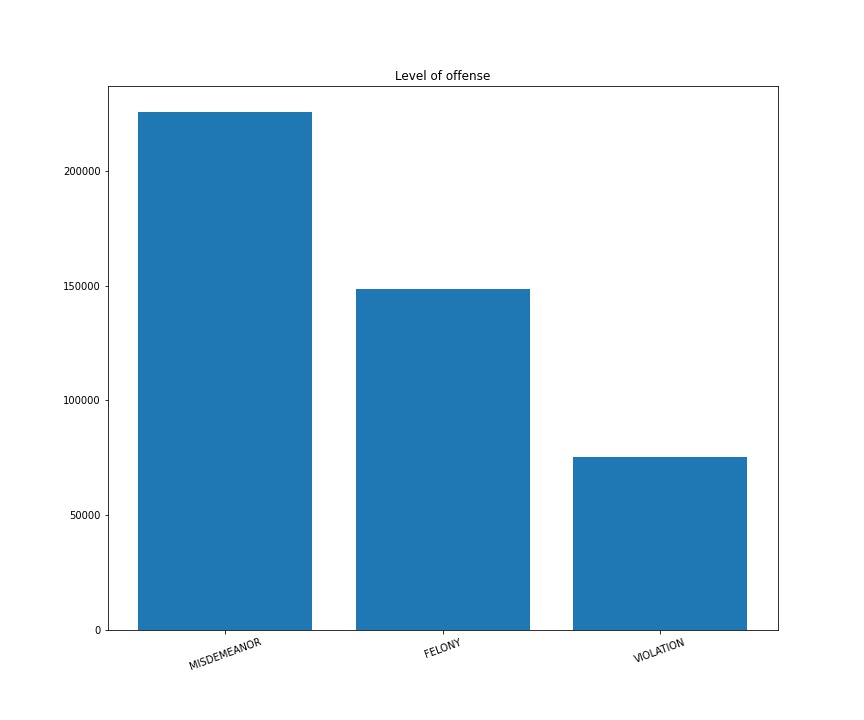 Level of offense
200000
150000
100000
50000
0
MISDEMEANOR
FELONY
VIOLATION